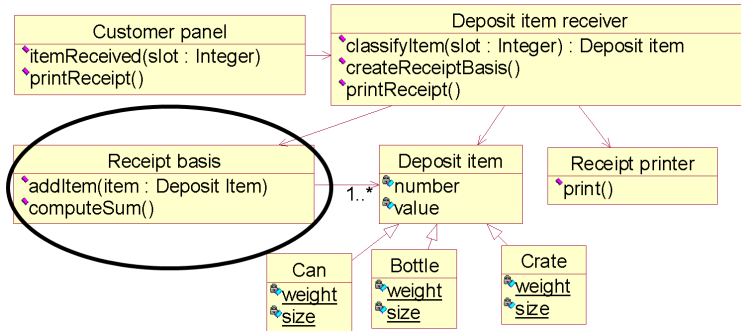 Customer panel
itemReceived(slot : Integer)
printReceipt()
Deposit item receiver
classifyItem(slot : Integer) : Deposit item
createReceiptBasis()
printReceipt()
Receipt basis
addItem(item : Deposit Item)
computeSum()
1..*
Deposit item
number
value
Receipt printer
print()
Can
weight
size
Bottle
weight
size
Crate
weight
size